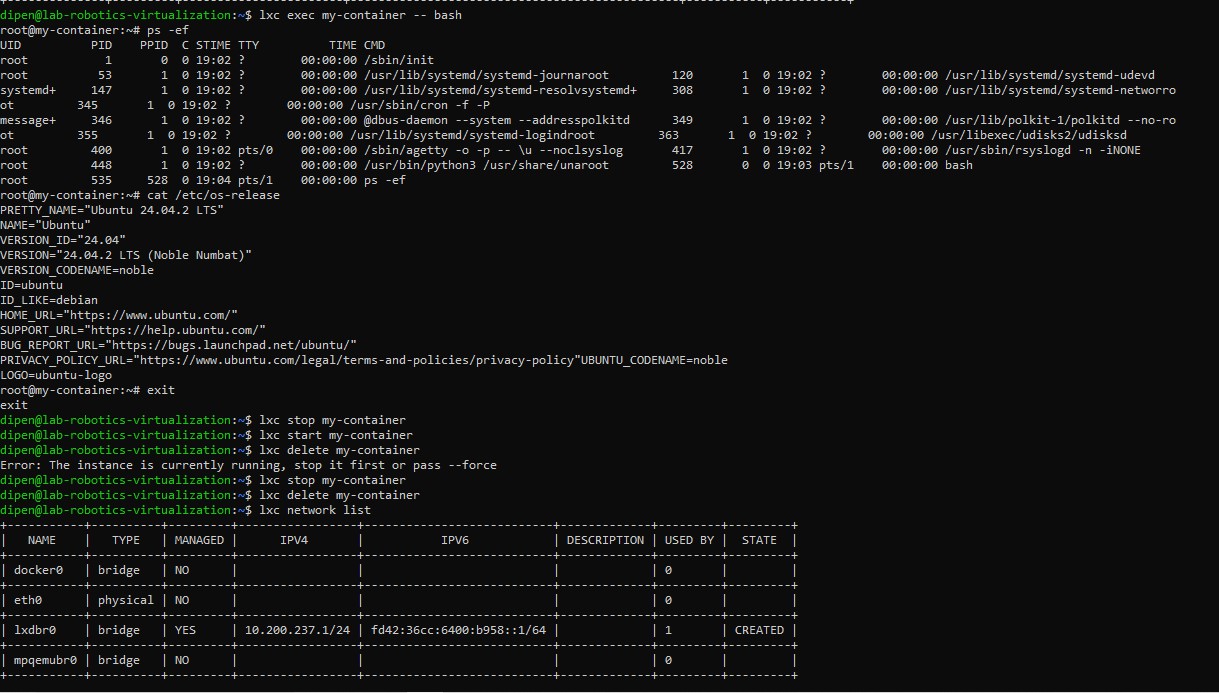 dipen@lab-robotics-virtualization:~$ lxc exec my-container -- bash
root@my-container:~# ps -ef
UID          PID    PPID  C STIME TTY          TIME CMD
root           1       0  0 19:02 ?        00:00:00 /sbin/init
root          53       1  0 19:02 ?        00:00:00 /usr/lib/systemd/systemd-journaroot         120       1  0 19:02 ?        00:00:00 /usr/lib/systemd/systemd-udevd
systemd+     147       1  0 19:02 ?        00:00:00 /usr/lib/systemd/systemd-resolvsystemd+     308       1  0 19:02 ?        00:00:00 /usr/lib/systemd/systemd-networro
ot         345       1  0 19:02 ?        00:00:00 /usr/sbin/cron -f -P
message+     346       1  0 19:02 ?        00:00:00 @dbus-daemon --system --addresspolkitd      349       1  0 19:02 ?        00:00:00 /usr/lib/polkit-1/polkitd --no-ro
ot         355       1  0 19:02 ?        00:00:00 /usr/lib/systemd/systemd-logindroot         363       1  0 19:02 ?        00:00:00 /usr/libexec/udisks2/udisksd
root         400       1  0 19:02 pts/0    00:00:00 /sbin/agetty -o -p -- \u --noclsyslog       417       1  0 19:02 ?        00:00:00 /usr/sbin/rsyslogd -n -iNONE
root         448       1  0 19:02 ?        00:00:00 /usr/bin/python3 /usr/share/unaroot         528       0  0 19:03 pts/1    00:00:00 bash
root         535     528  0 19:04 pts/1    00:00:00 ps -ef
root@my-container:~# cat /etc/os-release
PRETTY_NAME="Ubuntu 24.04.2 LTS"
NAME="Ubuntu"
VERSION_ID="24.04"
VERSION="24.04.2 LTS (Noble Numbat)"
VERSION_CODENAME=noble
ID=ubuntu
ID_LIKE=debian
HOME_URL="https://www.ubuntu.com/"
SUPPORT_URL="https://help.ubuntu.com/"
BUG_REPORT_URL="https://bugs.launchpad.net/ubuntu/"
PRIVACY_POLICY_URL="https://www.ubuntu.com/legal/terms-and-policies/privacy-policy"UBUNTU_CODENAME=noble
LOGO=ubuntu-logo
root@my-container:~# exit
exit
dipen@lab-robotics-virtualization:~$ lxc stop my-container
dipen@lab-robotics-virtualization:~$ lxc start my-container
dipen@lab-robotics-virtualization:~$ lxc delete my-container
Error: The instance is currently running, stop it first or pass --force
dipen@lab-robotics-virtualization:~$ lxc stop my-container
dipen@lab-robotics-virtualization:~$ lxc delete my-container
dipen@lab-robotics-virtualization:~$ lxc network list
+-----------+----------+---------+-----------------+---------------------------+-------------+---------+---------+
|   NAME    |   TYPE   | MANAGED |      IPV4       |           IPV6            | DESCRIPTION | USED BY |  STATE  |
+-----------+----------+---------+-----------------+---------------------------+-------------+---------+---------+
| docker0   | bridge   | NO      |                 |                           |             | 0       |         |
+-----------+----------+---------+-----------------+---------------------------+-------------+---------+---------+
| eth0      | physical | NO      |                 |                           |             | 0       |         |
+-----------+----------+---------+-----------------+---------------------------+-------------+---------+---------+
| lxdbr0    | bridge   | YES     | 10.200.237.1/24 | fd42:36cc:6400:b958::1/64 |             | 1       | CREATED |
+-----------+----------+---------+-----------------+---------------------------+-------------+---------+---------+
| mpqemubr0 | bridge   | NO      |                 |                           |             | 0       |         |
+-----------+----------+---------+-----------------+---------------------------+-------------+---------+---------+